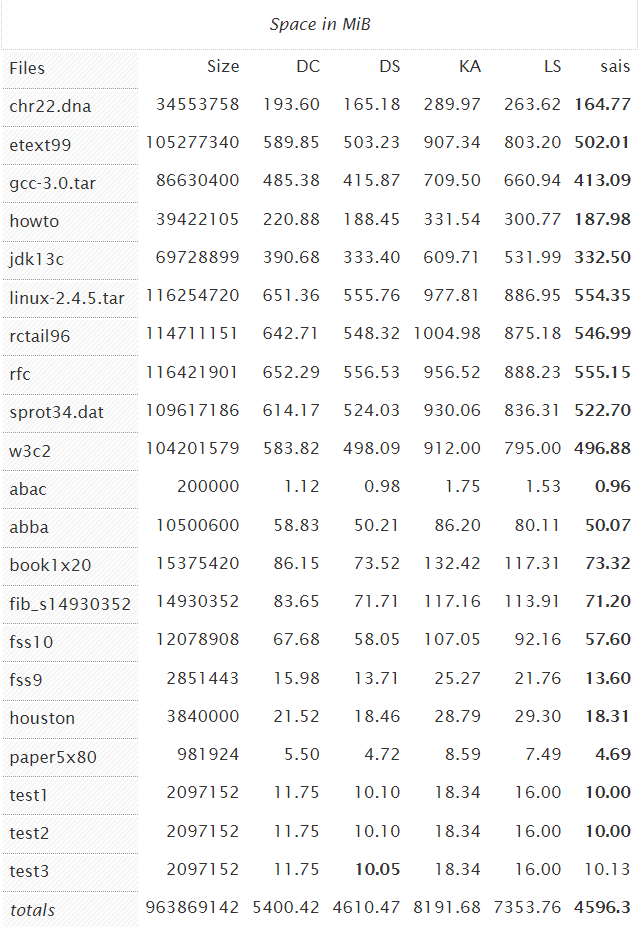 Space in MiB
Files Size DC DS KA LS sais
chr22.dna 34553758 193.60 165.18 289.97 263.62 164.77
etext99 105277340 589.85 503.23 907.34 803.20 502.01
gcc-3.0.tar 86630400 485.38 415.87 709.50 660.94 413.09
howto 39422105 220.88 188.45 331.54 300.77 187.98
jdk13c 69728899 390.68 333.40 609.71 531.99 332.50
linux-2.4.5.tar 116254720 651.36 555.76 977.81 886.95 554.35
rctail96 114711151 642.71 548.32 1004.98 875.18 546.99
rfc 116421901 652.29 556.53 956.52 888.23 555.15
sprot34.dat 109617186 614.17 524.03 930.06 836.31 522.70
w3c2 104201579 583.82 498.09 912.00 795.00 496.88
abac 200000 1.12 0.98 1.75 1.53 0.96
abba 10500600 58.83 50.21 86.20 80.11 50.07
book1x20 15375420 86.15 73.52 132.42 117.31 73.32
fib_s14930352 14930352 83.65 71.71 117.16 113.91 71.20
fss10 12078908 67.68 58.05 107.05 92.16 57.60
fss9 2851443 15.98 13.71 25.27 21.76 13.60
houston 3840000 21.52 18.46 28.79 29.30 18.31
paper5x80 981924 5.50 4.72 8.59 7.49 4.69
test1 2097152 11.75 10.10 18.34 16.00 10.00
test2 2097152 11.75 10.10 18.34 16.00 10.00
test3 2097152 11.75 10.05 18.34 16.00 10.13
totals 963869142 5400.42 4610.47 8191.68 7353.76 4596.3